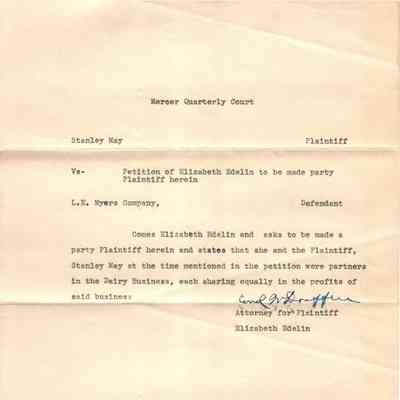 Mercer Quarterly Court
Stanley May Plaintiff
Vs- Petition of Elizabeth Edelin to be made party
Plaintiff herein
L.E. Myers Company, Defendant
Comes Elizabeth Edelin and asks to be made a
party Plaintiff herein and states that she and the Plaintiff,
Stanley May at the time mentioned in the petition were partners
in the Dairy Business, each sharing equally in the profits of
said busines:
Attorney for Plaintiff
Elizabeth Edelin